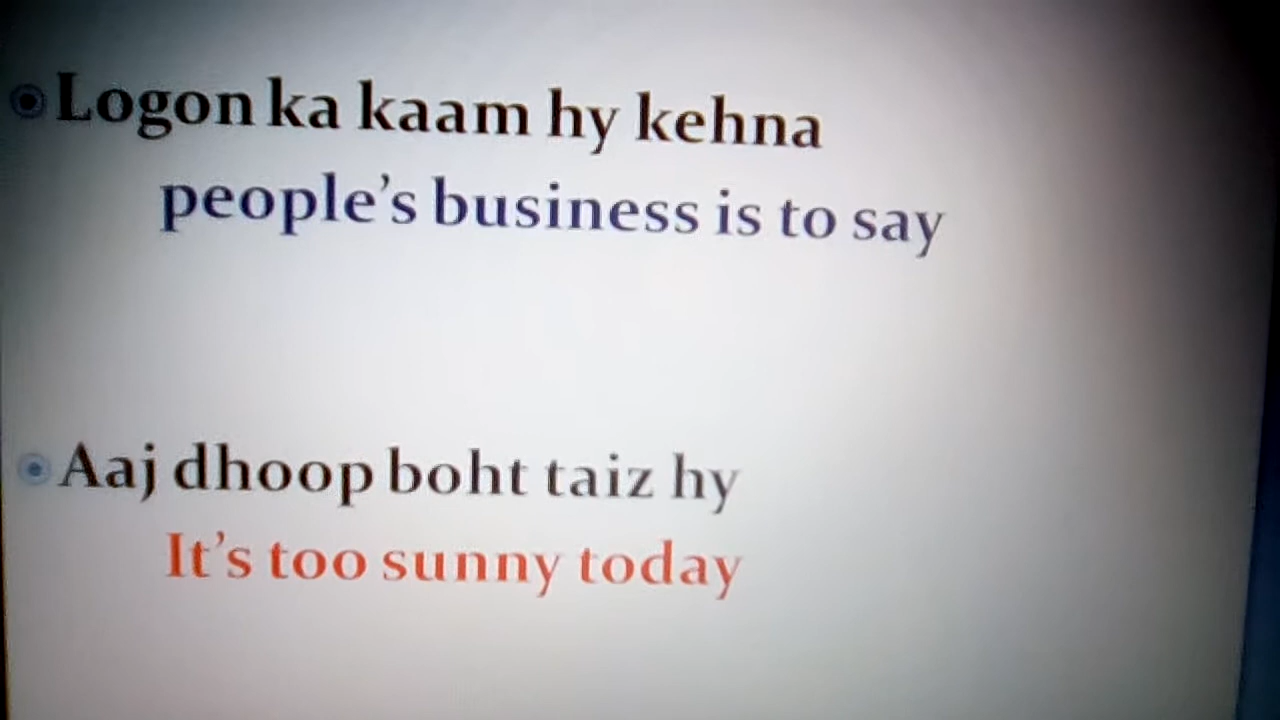 Logon ka kaam hy kehna
people's business is to say
Aaj dhoop boht taiz hy
It's too sunny today